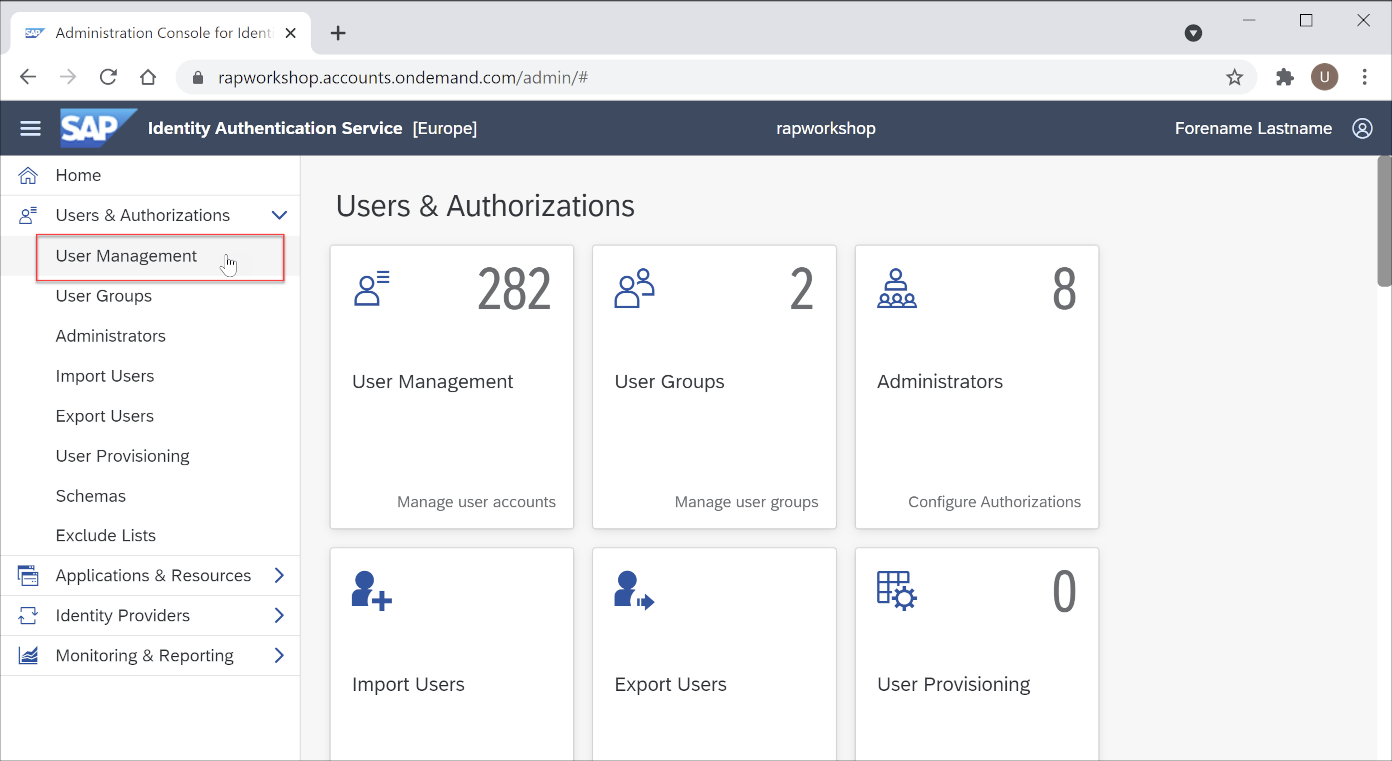 SAP Administration Console for Identi
rapworkshop.accounts.ondemand.com/admin/#
U
SAP Identity Authentication Service [Europe]
rapworkshop
Forename Lastname
Home
Users & Authorizations
User Management
User Groups
Administrators
Import Users
Export Users
User Provisioning
Schemas
Exclude Lists
Applications & Resources
Identity Providers
Monitoring & Reporting
Users & Authorizations
282
User Management
Manage user accounts
2
User Groups
Manage user groups
8
Administrators
Configure Authorizations
Import Users
Export Users
0
User Provisioning